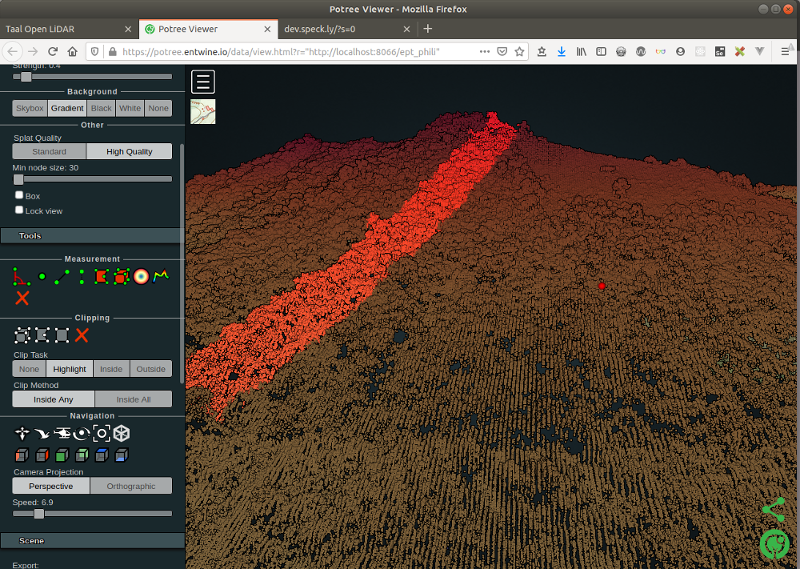 Potree Viewer - Mozilla Firefox
Taal Open LiDAR
Potree Viewer
dev.speck.ly/?s=0
https://potree.entwine.io/data/view.html?r="http://localhost:8066/ept_phili"
Strength: 0.4
Background
Skybox Gradient Black White None
Other
Splat Quality
Standard High Quality
Min node size: 30
Box
Lock view
Tools
Measurement
Clipping
Clip Task
None Highlight Inside Outside
Clip Method
Inside Any Inside All
Navigation
Camera Projection
Perspective Orthographic
Speed: 6.9
Scene
Export: